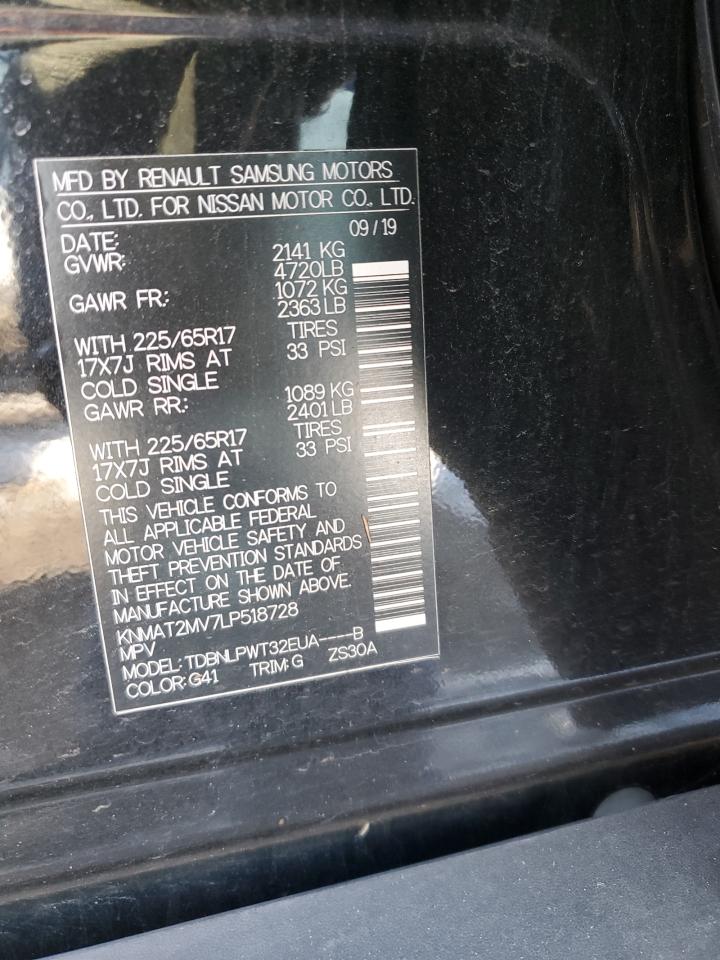 MFD BY RENAULT SAMSUNG MOTORS
CO., LTD. FOR NISSAN MOTOR CO., LTD.
DATE: 09/19
GVWR: 2141 KG
4720LB
GAWR FR: 1072 KG
2363LB
WITH 225/65R17 TIRES
17X7J RIMS AT 33 PSI
COLD SINGLE
GAWR RR: 1089 KG
2401LB
WITH 225/65R17 TIRES
17X7J RIMS AT 33 PSI
COLD SINGLE
THIS VEHICLE CONFORMS TO
ALL APPLICABLE FEDERAL
MOTOR VEHICLE SAFETY AND
THEFT PREVENTION STANDARDS
IN EFFECT ON THE DATE OF
MANUFACTURE SHOWN ABOVE.
KNMAT2MV7LP518728
MPV
MODEL: TDBNLPWT32EUA----B
COLOR: G41 TRIM: G ZS30A